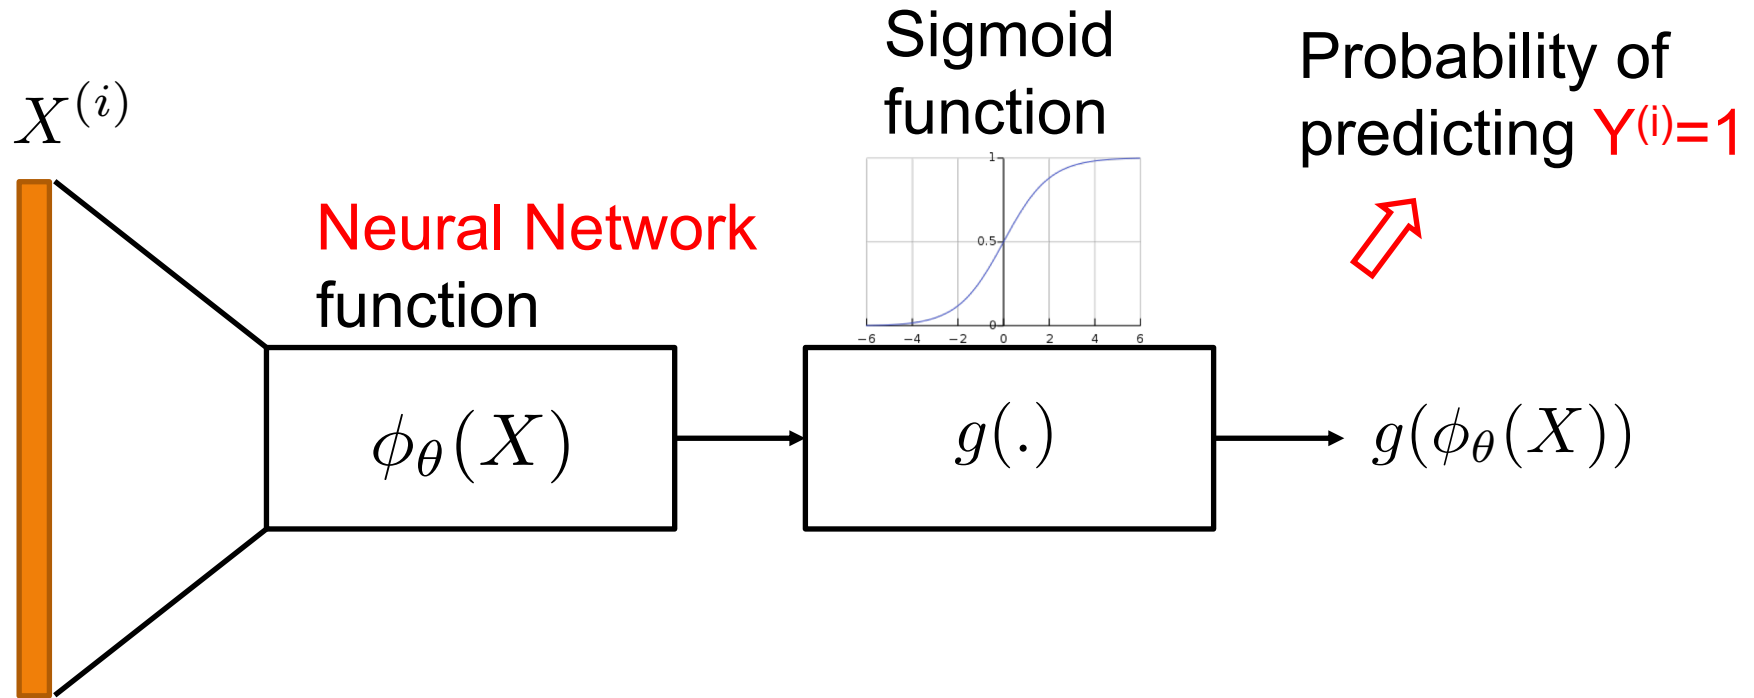 X^{(i)}
Neural Network
function
ϕ_θ(X)
Sigmoid
function
1
0.5
0
−6 −4 −2 0 2 4 6
g(.)
Probability of
predicting Y^{(i)}=1
g(ϕ_θ(X))